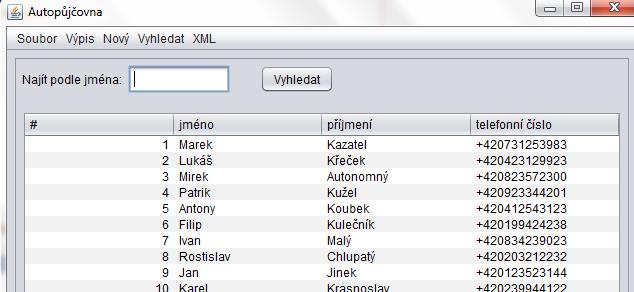 Autopůjčovna
Soubor Výpis Nový Vyhledat XML
Najít podle jména: Vyhledat
# jméno příjmení telefonní číslo
1 Marek Kazatel +420731253983
2 Lukáš Křeček +420423129923
3 Mirek Autonomný +420823572300
4 Patrik Kužel +420923344201
5 Antony Koubek +420412543123
6 Filip Kulečník +420199424238
7 Ivan Malý +420834239023
8 Rostislav Chlupatý +420203212232
9 Jan Jinek +420123523144
10 Karel Krasnoslav +420239944122